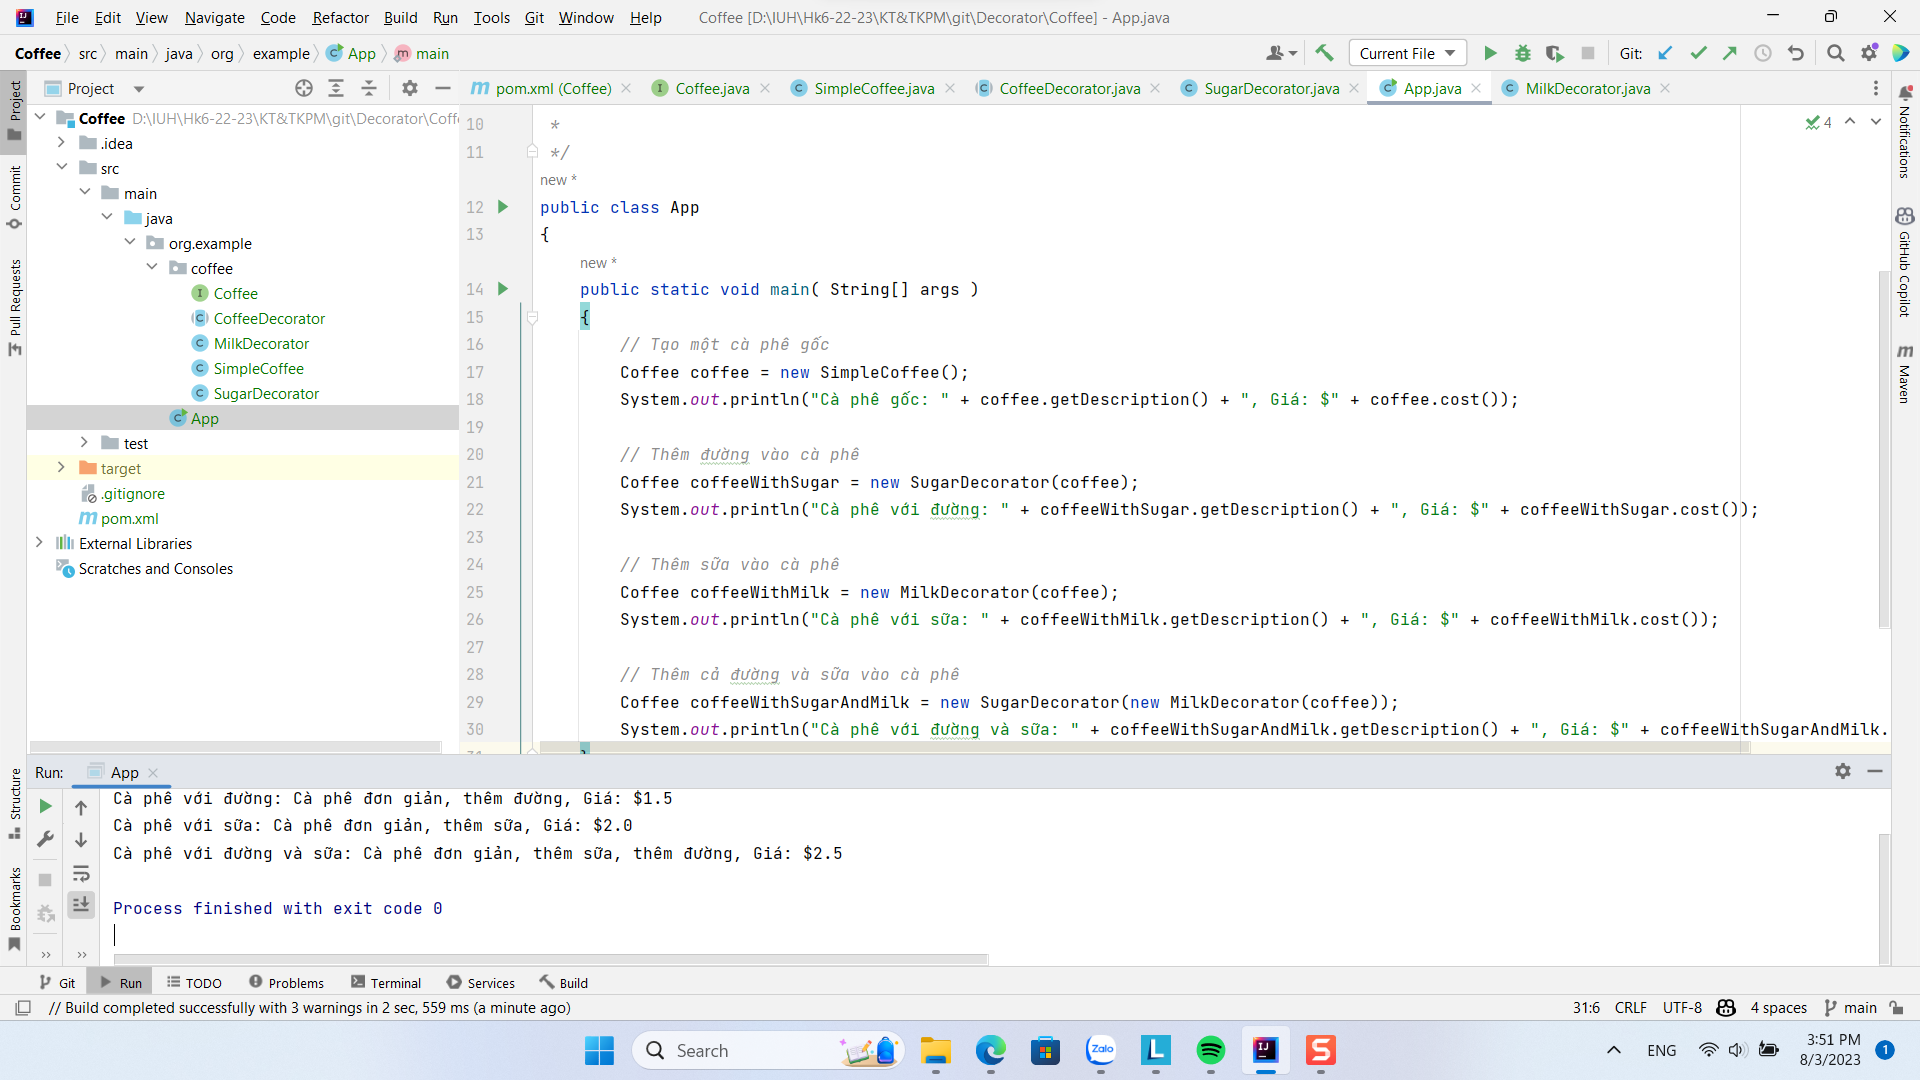 File Edit View Navigate Code Refactor Build Run Tools Git Window Help Coffee [D:\IUH\Hk6-22-23\KT&TKPM\git\Decorator\Coffee] - App.java
Coffee src main java org example App main Current File Git:
Project
pom.xml (Coffee) Coffee.java SimpleCoffee.java CoffeeDecorator.java SugarDecorator.java App.java MilkDecorator.java
Coffee D:\IUH\Hk6-22-23\KT&TKPM\git\Decorator\Coff
.idea
src
main
java
org.example
coffee
Coffee
CoffeeDecorator
MilkDecorator
SimpleCoffee
SugarDecorator
App
test
target
.gitignore
pom.xml
External Libraries
Scratches and Consoles
Project
Commit
Pull Requests
Structure
Bookmarks
4
10 *
11 */
new *
12 public class App
13 {
new *
14 public static void main( String[] args )
15 {
16 // Tạo một cà phê gốc
17 Coffee coffee = new SimpleCoffee();
18 System.out.println("Cà phê gốc: " + coffee.getDescription() + ", Giá: $" + coffee.cost());
19
20 // Thêm đường vào cà phê
21 Coffee coffeeWithSugar = new SugarDecorator(coffee);
22 System.out.println("Cà phê với đường: " + coffeeWithSugar.getDescription() + ", Giá: $" + coffeeWithSugar.cost());
23
24 // Thêm sữa vào cà phê
25 Coffee coffeeWithMilk = new MilkDecorator(coffee);
26 System.out.println("Cà phê với sữa: " + coffeeWithMilk.getDescription() + ", Giá: $" + coffeeWithMilk.cost());
27
28 // Thêm cả đường và sữa vào cà phê
29 Coffee coffeeWithSugarAndMilk = new SugarDecorator(new MilkDecorator(coffee));
30 System.out.println("Cà phê với đường và sữa: " + coffeeWithSugarAndMilk.getDescription() + ", Giá: $" + coffeeWithSugarAndMilk.
Notifications
GitHub Copilot
Maven
Run: App
Cà phê với đường: Cà phê đơn giản, thêm đường, Giá: $1.5
Cà phê với sữa: Cà phê đơn giản, thêm sữa, Giá: $2.0
Cà phê với đường và sữa: Cà phê đơn giản, thêm sữa, thêm đường, Giá: $2.5
Process finished with exit code 0
Git Run TODO Problems Terminal Services Build
// Build completed successfully with 3 warnings in 2 sec, 559 ms (a minute ago) 31:6 CRLF UTF-8 4 spaces main
Search Zalo ENG 3:51 PM
8/3/2023 1